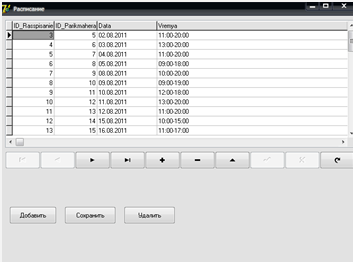 Расписание
ID_Raspisanie ID_Parikmahera Data Vremya
3 5 02.08.2011 11:00-20:00
4 6 03.08.2011 13:00-20:00
5 7 04.08.2011 11:00-20:00
6 8 05.08.2011 09:00-18:00
7 9 08.08.2011 10:00-20:00
8 10 09.08.2011 09:00-19:00
9 11 10.08.2011 12:00-18:00
10 12 11.08.2011 13:00-20:00
11 13 12.08.2011 11:00-20:00
12 14 15.08.2011 10:00-15:00
13 15 16.08.2011 11:00-17:00
Добавить Сохранить Удалить